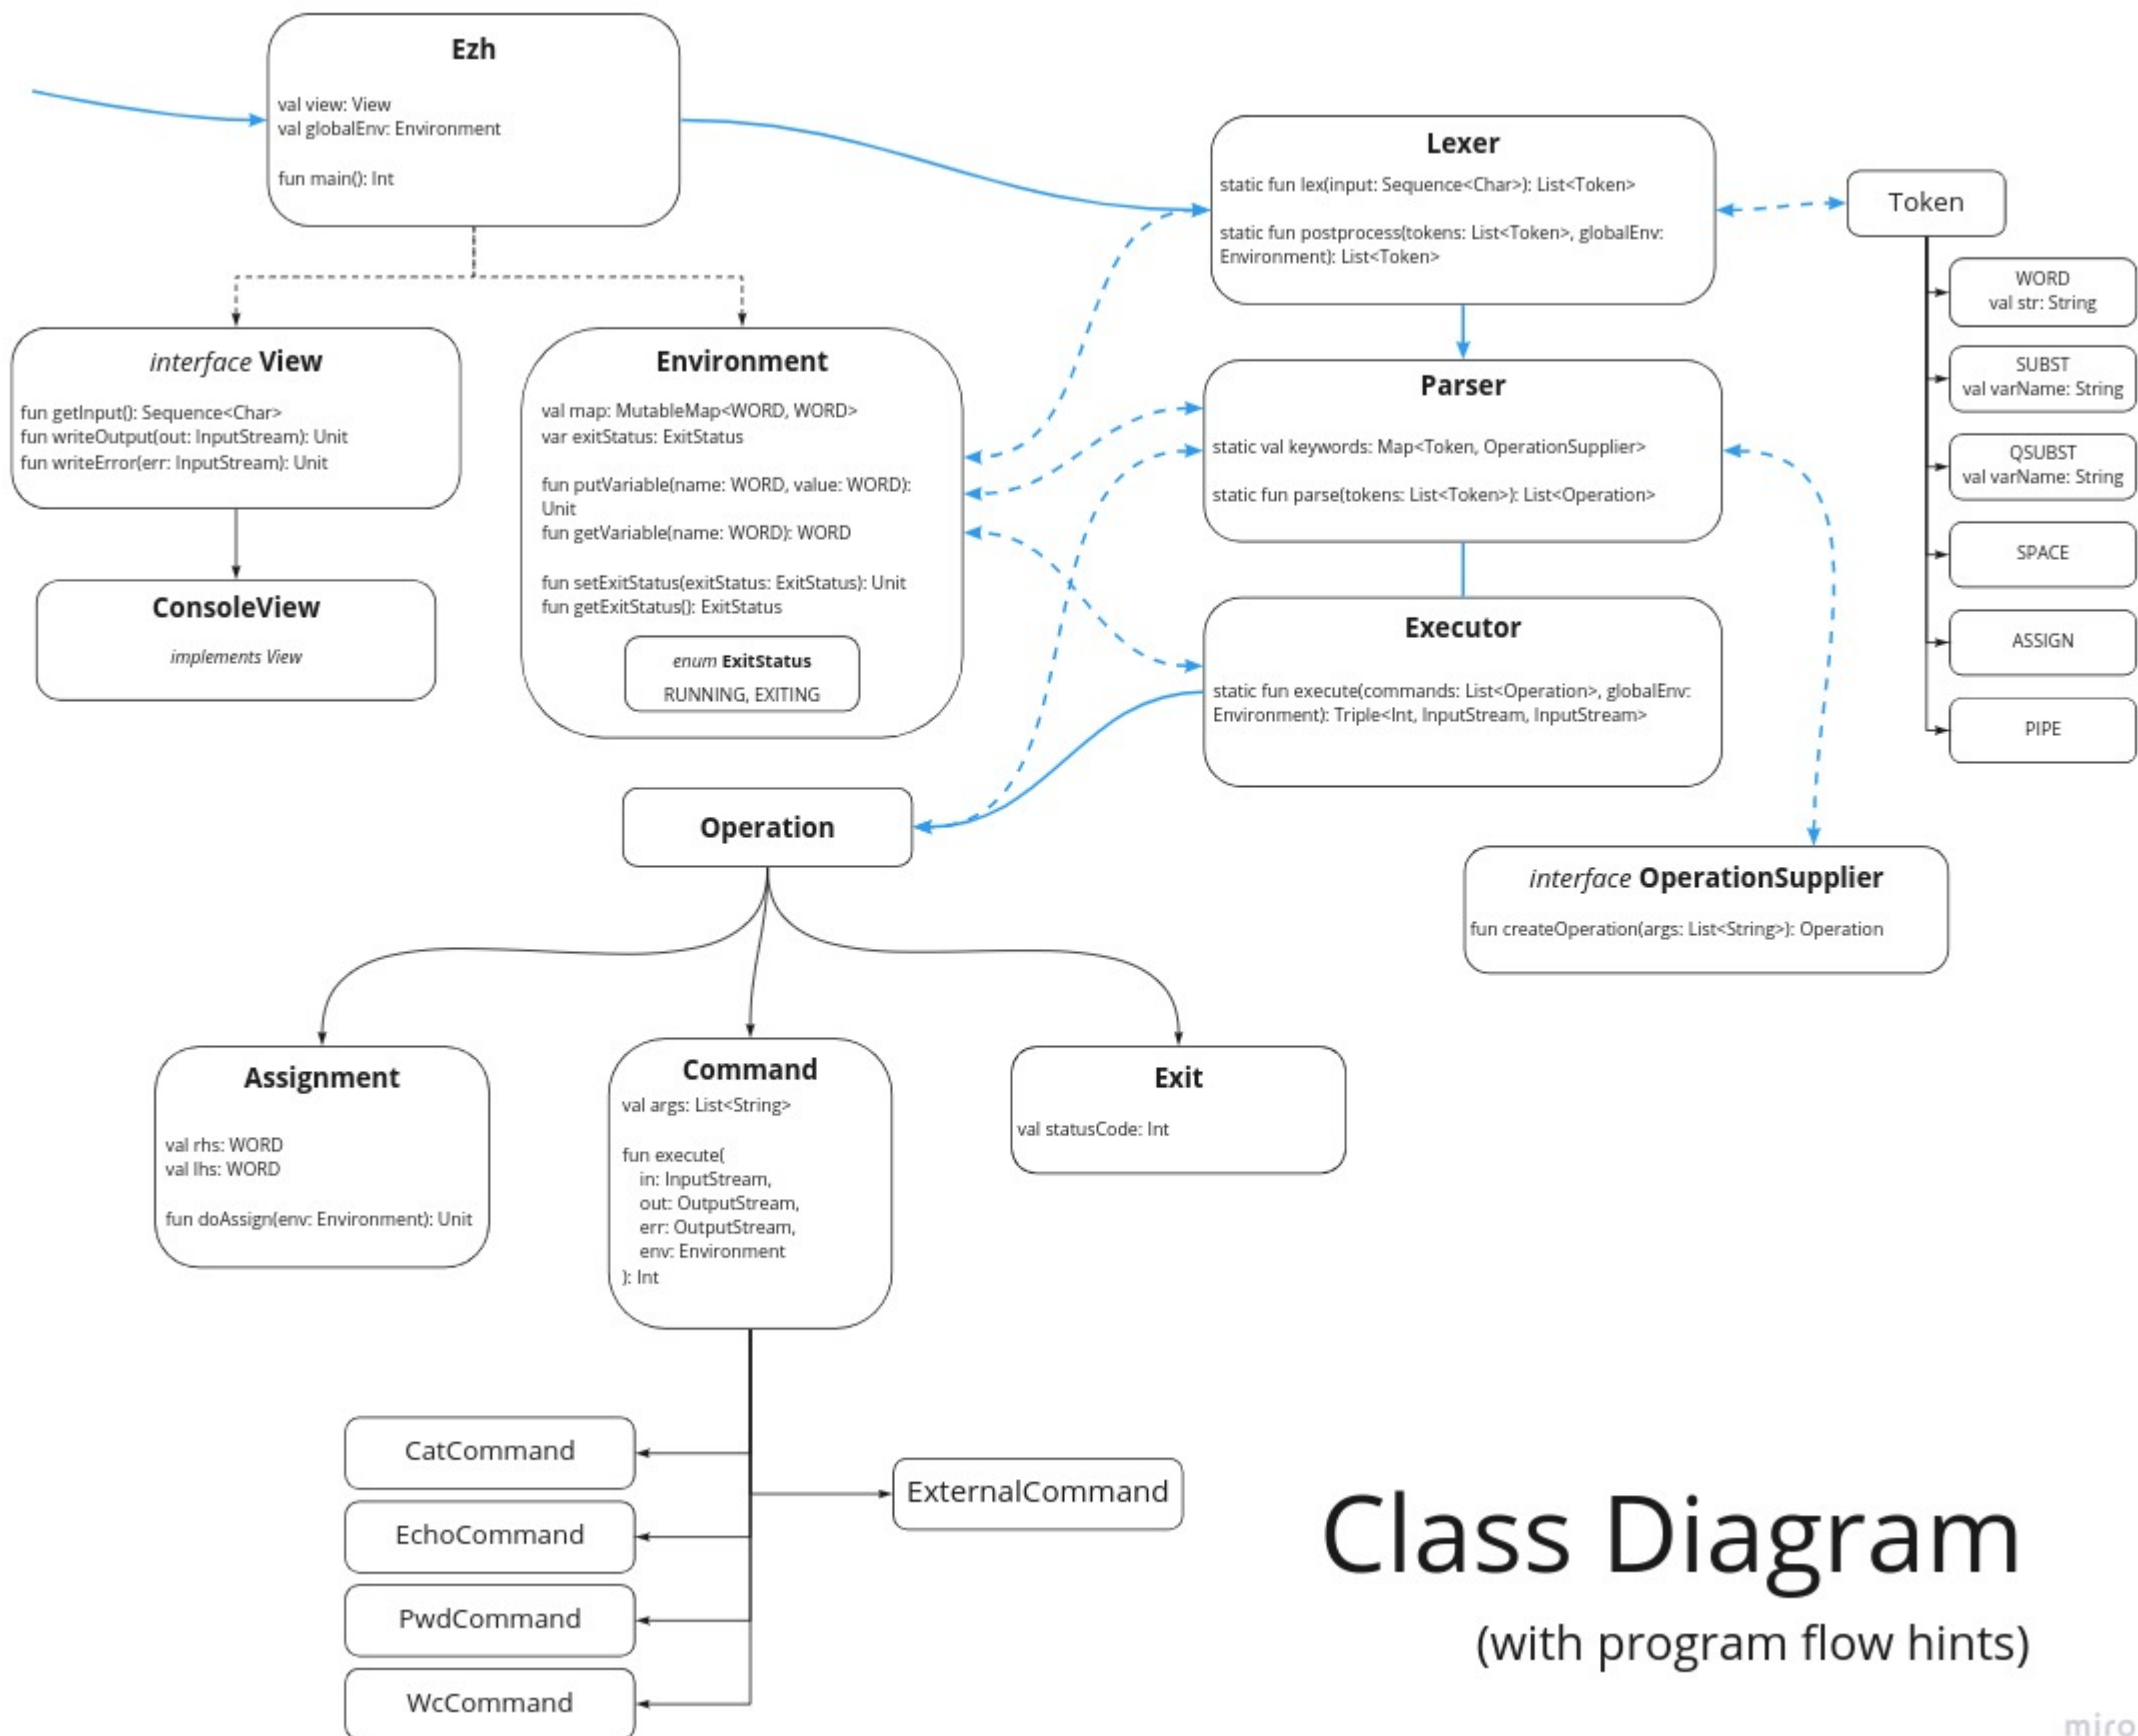 Ezh
val view: View
val globalEnv: Environment
fun main(): Int
interface View
fun getInput(): Sequence<Char>
fun writeOutput(out: InputStream): Unit
fun writeError(err: InputStream): Unit
ConsoleView
implements View
Environment
val map: MutableMap<WORD, WORD>
var exitStatus: ExitStatus
fun putVariable(name: WORD, value: WORD):
Unit
fun getVariable(name: WORD): WORD
fun setExitStatus(exitStatus: ExitStatus): Unit
fun getExitStatus(): ExitStatus
enum ExitStatus
RUNNING, EXITING
Lexer
static fun lex(input: Sequence<Char>): List<Token>
static fun postprocess(tokens: List<Token>, globalEnv:
Environment): List<Token>
Parser
static val keywords: Map<Token, OperationSupplier>
static fun parse(tokens: List<Token>): List<Operation>
Executor
static fun execute(commands: List<Operation>, globalEnv:
Environment): Triple<Int, InputStream, InputStream>
Token
WORD
val str: String
SUBST
val varName: String
QSUBST
val varName: String
SPACE
ASSIGN
PIPE
interface OperationSupplier
fun createOperation(args: List<String>): Operation
Operation
Assignment
val rhs: WORD
val lhs: WORD
fun doAssign(env: Environment): Unit
Command
val args: List<String>
fun execute(
in: InputStream,
out: OutputStream,
err: OutputStream,
env: Environment
): Int
Exit
val statusCode: Int
CatCommand
EchoCommand
PwdCommand
WcCommand
ExternalCommand
Class Diagram
(with program flow hints)
miro